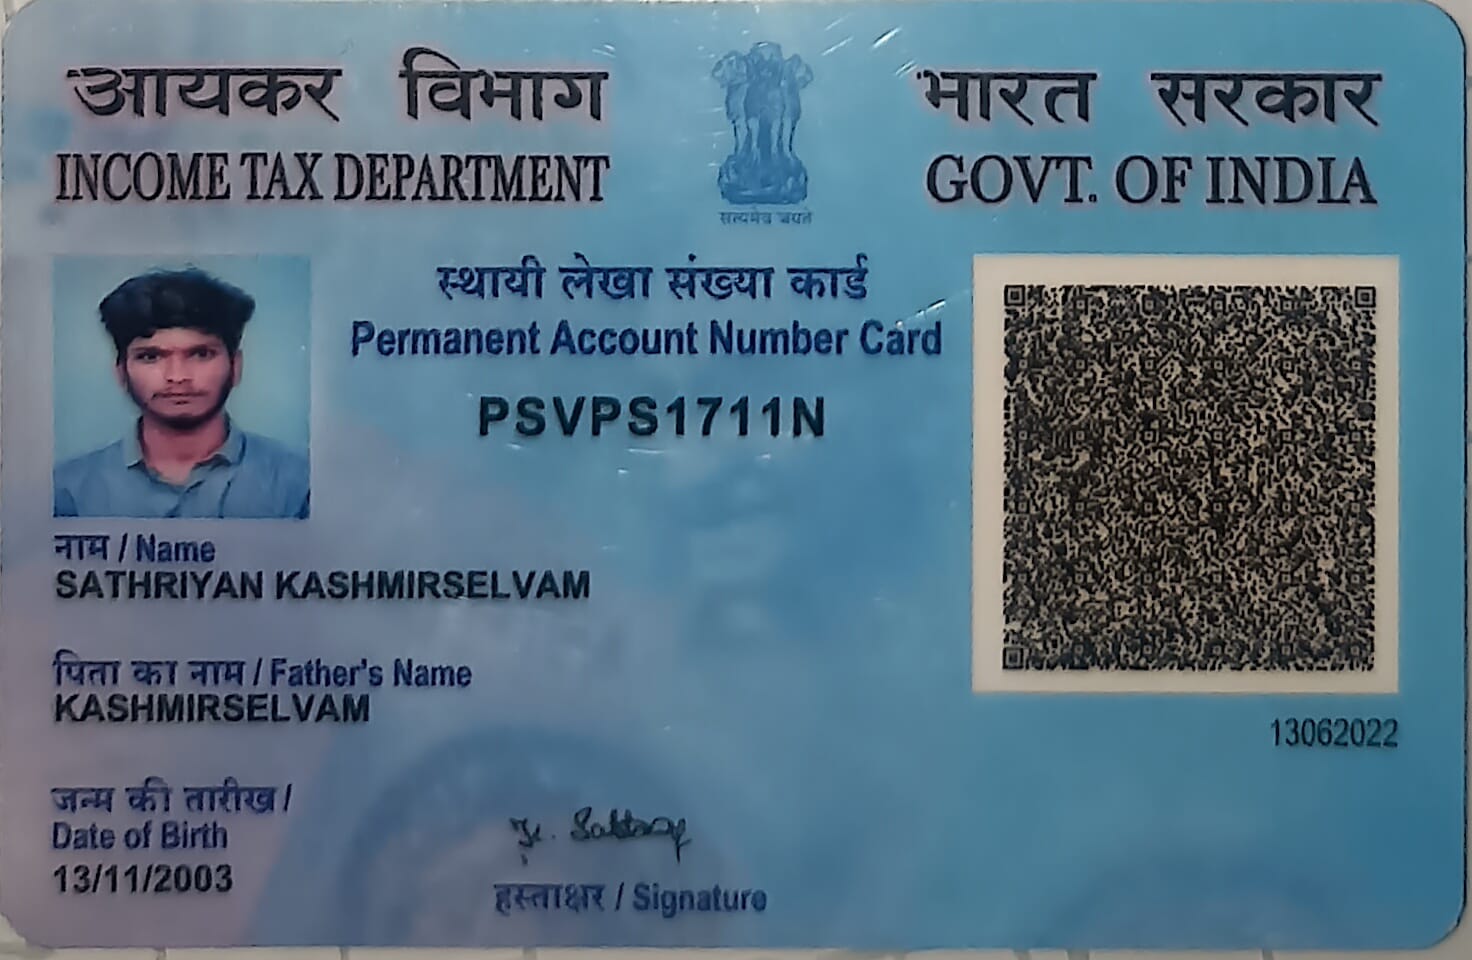 आयकर विभाग
INCOME TAX DEPARTMENT
सत्यमेव जयते
भारत सरकार
GOVT. OF INDIA
स्थायी लेखा संख्या कार्ड
Permanent Account Number Card
PSVPS1711N
नाम / Name
SATHRIYAN KASHMIRSELVAM
पिता का नाम / Father's Name
KASHMIRSELVAM
13062022
जन्म की तारीख /
Date of Birth
13/11/2003
हस्ताक्षर / Signature